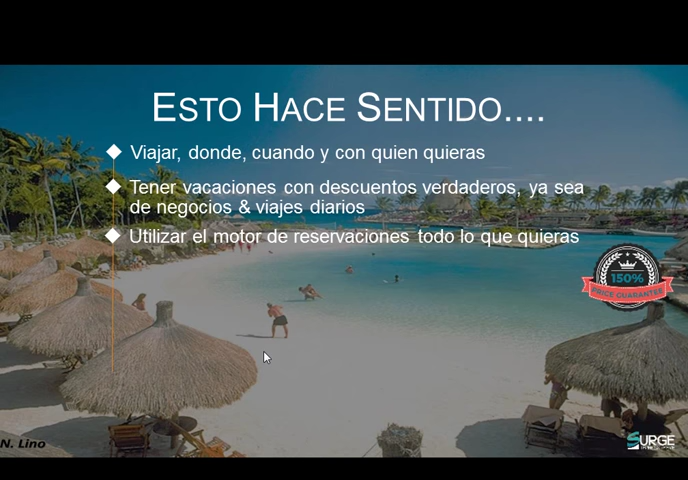 ESTO HACE SENTIDO....
Viajar, donde, cuando y con quien quieras
Tener vacaciones con descuentos verdaderos, ya sea
de negocios & viajes diarios
Utilizar el motor de reservaciones todo lo que quieras
150%
PRICE GUARANTEE
N. Lino
SURGE